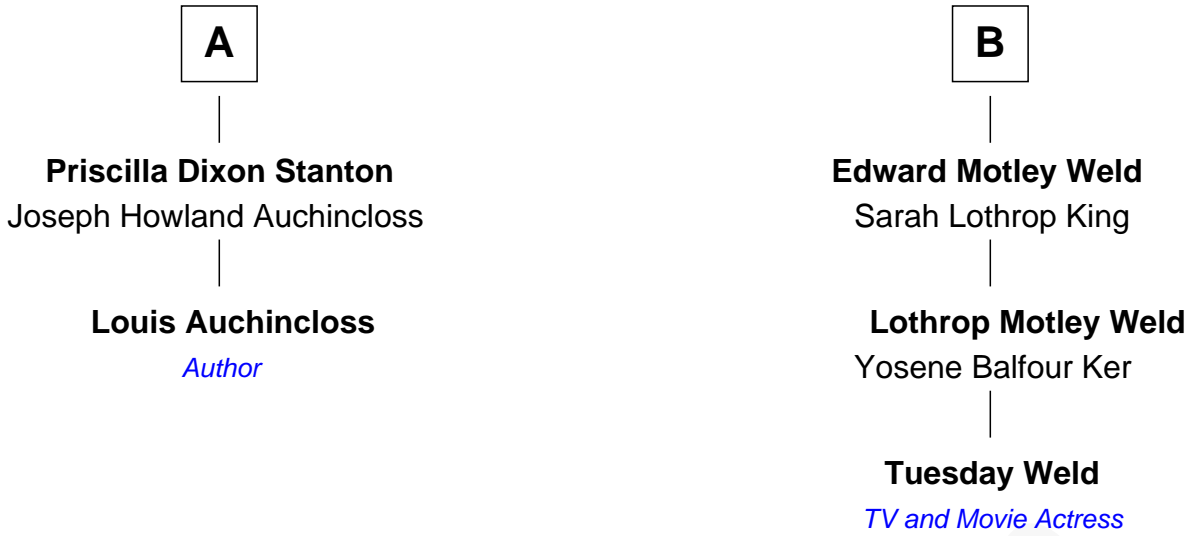 A
Priscilla Dixon Stanton
Joseph Howland Auchincloss
Louis Auchincloss
Author
B
Edward Motley Weld
Sarah Lothrop King
Lothrop Motley Weld
Yosene Balfour Ker
Tuesday Weld
TV and Movie Actress